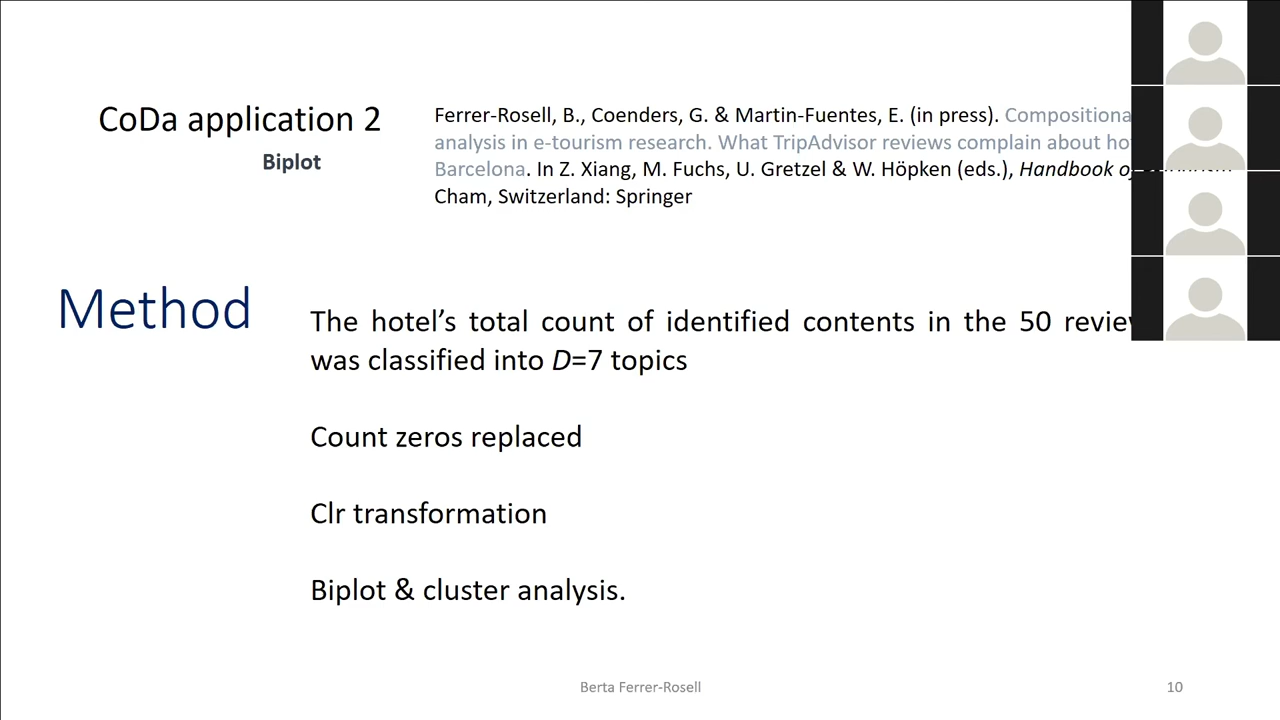 CoDa application 2
Biplot
Ferrer-Rosell, B., Coenders, G. & Martin-Fuentes, E. (in press).
analysis in e-tourism research. What TripAdvisor reviews complain about
Barcelona. In Z. Xiang, M. Fuchs, U. Gretzel & W. Höpken (eds.), Handbook
Cham, Switzerland: Springer
Method
The hotel’s total count of identified contents in the 50
was classified into D=7 topics
Count zeros replaced
Clr transformation
Biplot & cluster analysis.
Berta Ferrer-Rosell
10